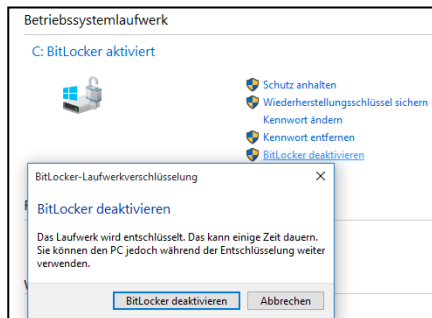 Betriebssystemlaufwerk
C: BitLocker aktiviert
Schutz anhalten
Wiederherstellungsschlüssel sichern
Kennwort ändern
Kennwort entfernen
BitLocker deaktivieren
BitLocker-Laufwerkverschlüsselung
BitLocker deaktivieren
Das Laufwerk wird entschlüsselt. Das kann einige Zeit dauern.
Sie können den PC jedoch während der Entschlüsselung weiter
verwenden.
BitLocker deaktivieren Abbrechen